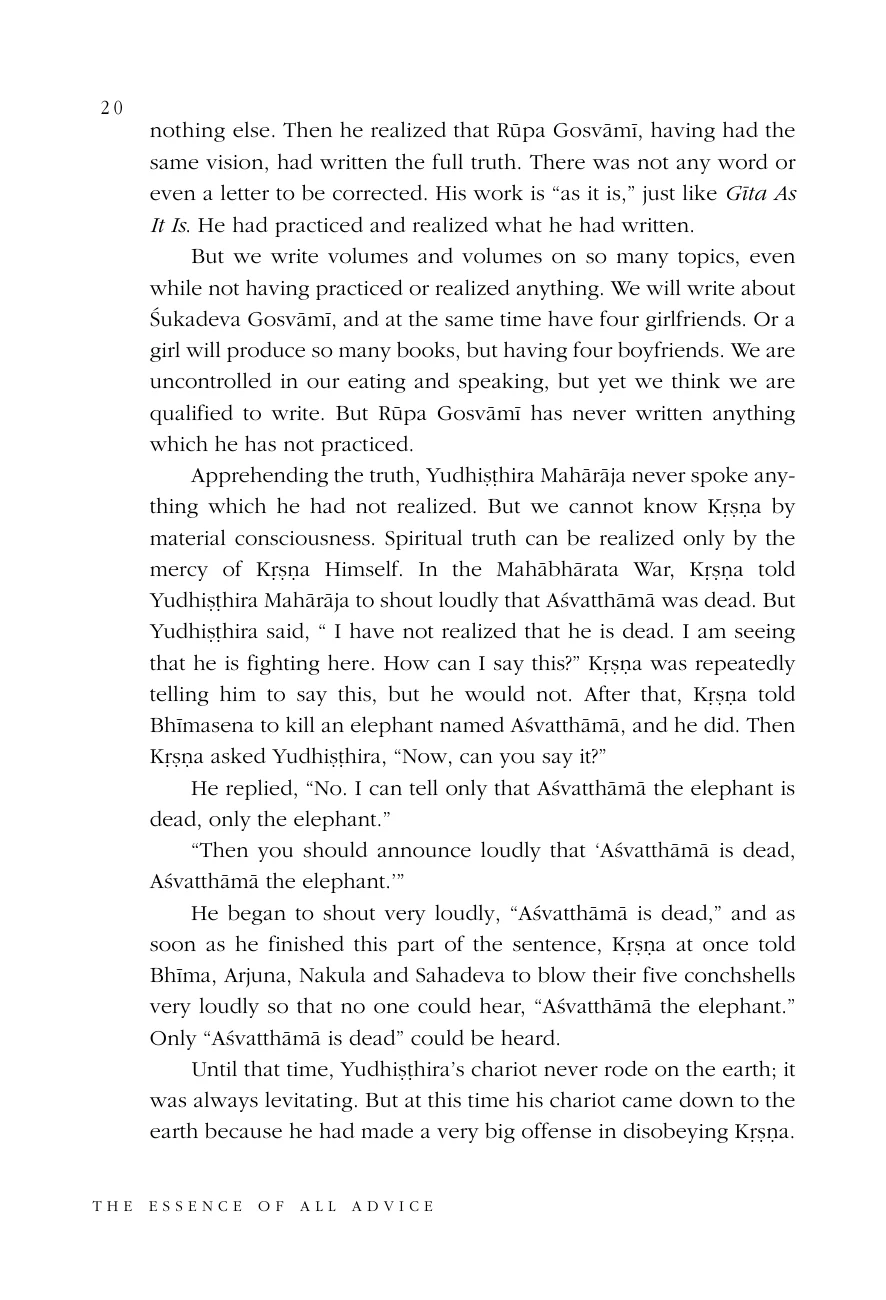 20
nothing else. Then he realized that Rūpa Gosvāmī, having had the
same vision, had written the full truth. There was not any word or
even a letter to be corrected. His work is “as it is,” just like Gīta As
It Is. He had practiced and realized what he had written.
But we write volumes and volumes on so many topics, even
while not having practiced or realized anything. We will write about
Śukadeva Gosvāmī, and at the same time have four girlfriends. Or a
girl will produce so many books, but having four boyfriends. We are
uncontrolled in our eating and speaking, but yet we think we are
qualified to write. But Rūpa Gosvāmī has never written anything
which he has not practiced.
Apprehending the truth, Yudhiṣṭhira Mahārāja never spoke any-
thing which he had not realized. But we cannot know Kṛṣṇa by
material consciousness. Spiritual truth can be realized only by the
mercy of Kṛṣṇa Himself. In the Mahābhārata War, Kṛṣṇa told
Yudhiṣṭhira Mahārāja to shout loudly that Aśvatthāmā was dead. But
Yudhiṣṭhira said, “ I have not realized that he is dead. I am seeing
that he is fighting here. How can I say this?” Kṛṣṇa was repeatedly
telling him to say this, but he would not. After that, Kṛṣṇa told
Bhīmasena to kill an elephant named Aśvatthāmā, and he did. Then
Kṛṣṇa asked Yudhiṣṭhira, “Now, can you say it?”
He replied, “No. I can tell only that Aśvatthāmā the elephant is
dead, only the elephant.”
“Then you should announce loudly that ‘Aśvatthāmā is dead,
Aśvatthāmā the elephant.’”
He began to shout very loudly, “Aśvatthāmā is dead,” and as
soon as he finished this part of the sentence, Kṛṣṇa at once told
Bhīma, Arjuna, Nakula and Sahadeva to blow their five conchshells
very loudly so that no one could hear, “Aśvatthāmā the elephant.”
Only “Aśvatthāmā is dead” could be heard.
Until that time, Yudhiṣṭhira’s chariot never rode on the earth; it
was always levitating. But at this time his chariot came down to the
earth because he had made a very big offense in disobeying Kṛṣṇa.
THE ESSENCE OF ALL ADVICE